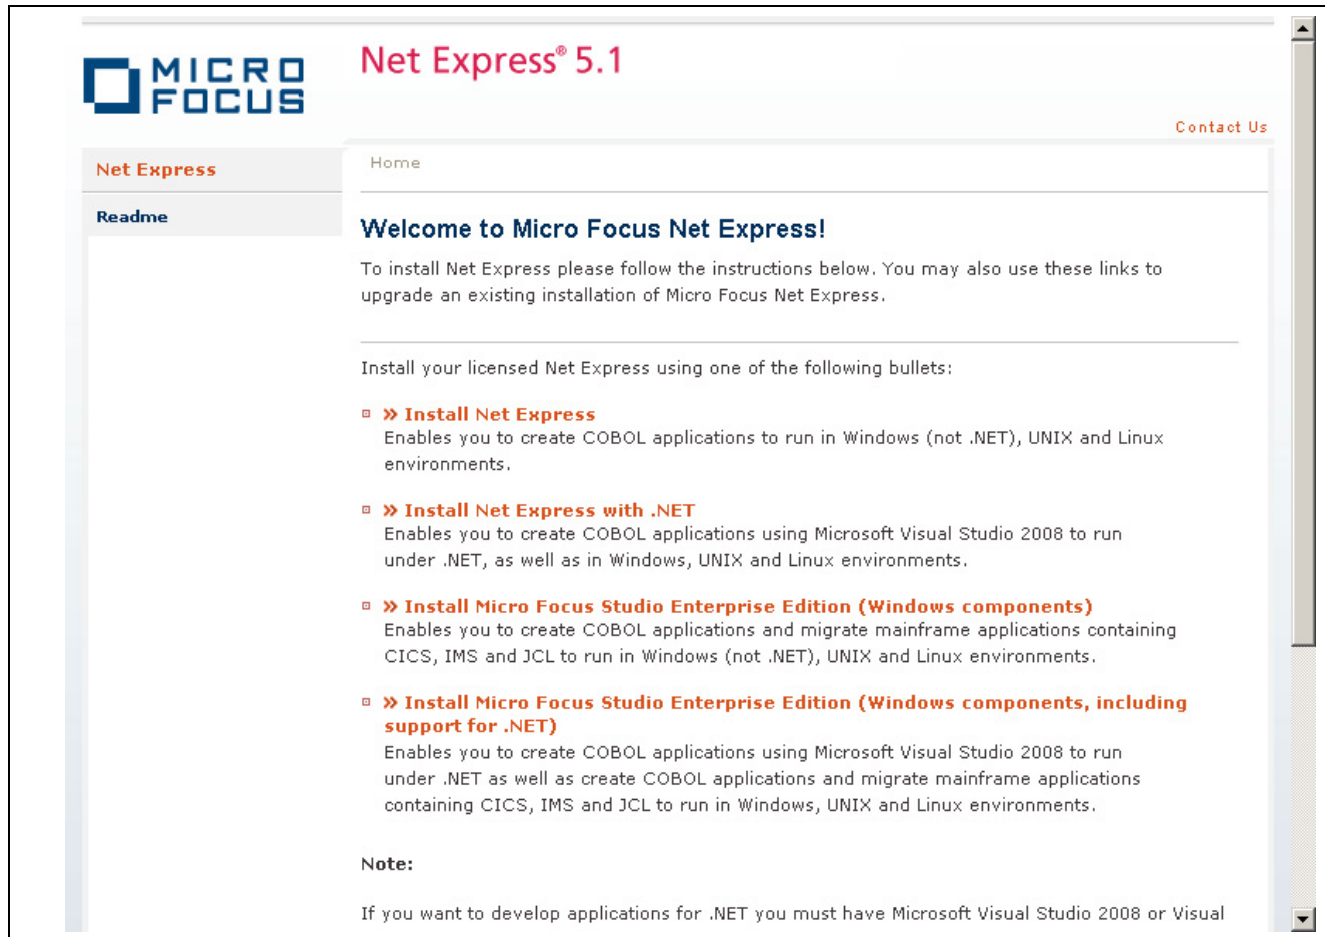 MICRO
FOCUS
Net Express® 5.1
Contact Us
Net Express
Readme
Home
Welcome to Micro Focus Net Express!
To install Net Express please follow the instructions below. You may also use these links to
upgrade an existing installation of Micro Focus Net Express.
Install your licensed Net Express using one of the following bullets:
» Install Net Express
Enables you to create COBOL applications to run in Windows (not .NET), UNIX and Linux
environments.
» Install Net Express with .NET
Enables you to create COBOL applications using Microsoft Visual Studio 2008 to run
under .NET, as well as in Windows, UNIX and Linux environments.
» Install Micro Focus Studio Enterprise Edition (Windows components)
Enables you to create COBOL applications and migrate mainframe applications containing
CICS, IMS and JCL to run in Windows (not .NET), UNIX and Linux environments.
» Install Micro Focus Studio Enterprise Edition (Windows components, including
support for .NET)
Enables you to create COBOL applications using Microsoft Visual Studio 2008 to run
under .NET as well as create COBOL applications and migrate mainframe applications
containing CICS, IMS and JCL to run in Windows, UNIX and Linux environments.
Note:
If you want to develop applications for .NET you must have Microsoft Visual Studio 2008 or Visual